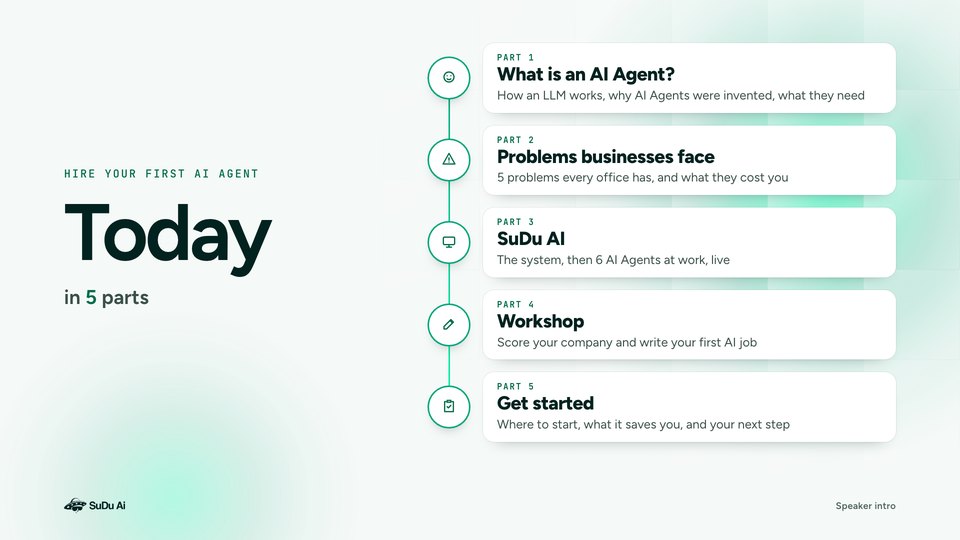 HIRE YOUR FIRST AI AGENT
Today
in 5 parts
PART 1
What is an AI Agent?
How an LLM works, why AI Agents were invented, what they need
PART 2
Problems businesses face
5 problems every office has, and what they cost you
PART 3
SuDu AI
The system, then 6 AI Agents at work, live
PART 4
Workshop
Score your company and write your first AI job
PART 5
Get started
Where to start, what it saves you, and your next step
SuDu Ai
Speaker intro